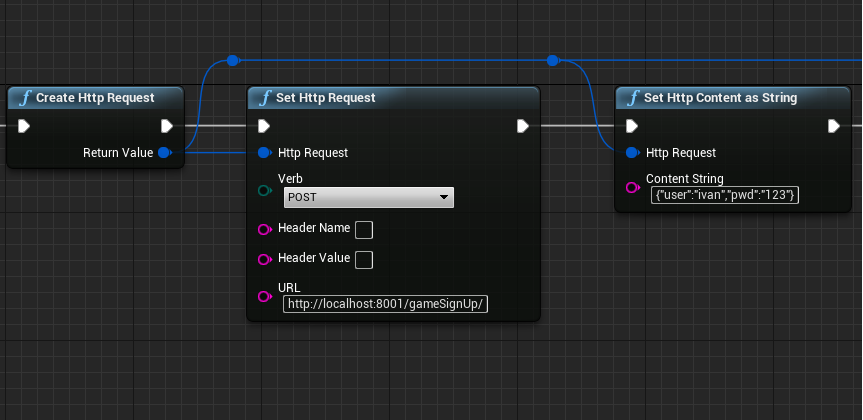 Create Http Request
Return Value
Set Http Request
Http Request
Verb
POST
Header Name
Header Value
URL
http://localhost:8001/gameSignUp/
Set Http Content as String
Http Request
Content String
{"user":"ivan","pwd":"123"}